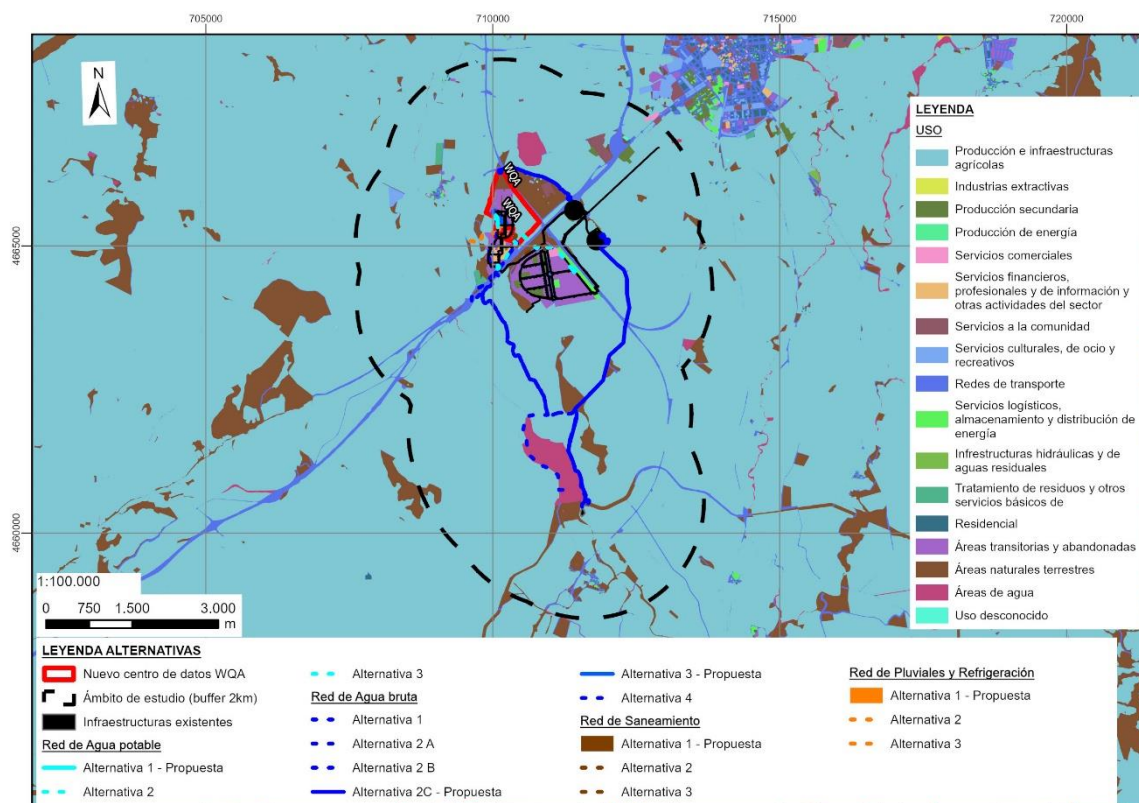 705000
710000
715000
720000
N
4665000
4660000
WQA
WQA
LEYENDA
USO
Producción e infraestructuras
agrícolas
Industrias extractivas
Producción secundaria
Producción de energía
Servicios comerciales
Servicios financieros,
profesionales y de información y
otras actividades del sector
Servicios a la comunidad
Servicios culturales, de ocio y
recreativos
Redes de transporte
Servicios logísticos,
almacenamiento y distribución de
energía
Infrestructuras hidráulicas y de
aguas residuales
Tratamiento de residuos y otros
servicios básicos de
Residencial
Áreas transitorias y abandonadas
Áreas naturales terrestres
Áreas de agua
Uso desconocido
1:100.000
0 750 1.500 3.000
m
LEYENDA ALTERNATIVAS
Nuevo centro de datos WQA
Ámbito de estudio (buffer 2km)
Infraestructuras existentes
Red de Agua potable
Alternativa 1 - Propuesta
Alternativa 2
Alternativa 3
Red de Agua bruta
Alternativa 1
Alternativa 2 A
Alternativa 2 B
Alternativa 2C - Propuesta
Alternativa 3 - Propuesta
Alternativa 4
Red de Saneamiento
Alternativa 1 - Propuesta
Alternativa 2
Alternativa 3
Red de Pluviales y Refrigeración
Alternativa 1 - Propuesta
Alternativa 2
Alternativa 3